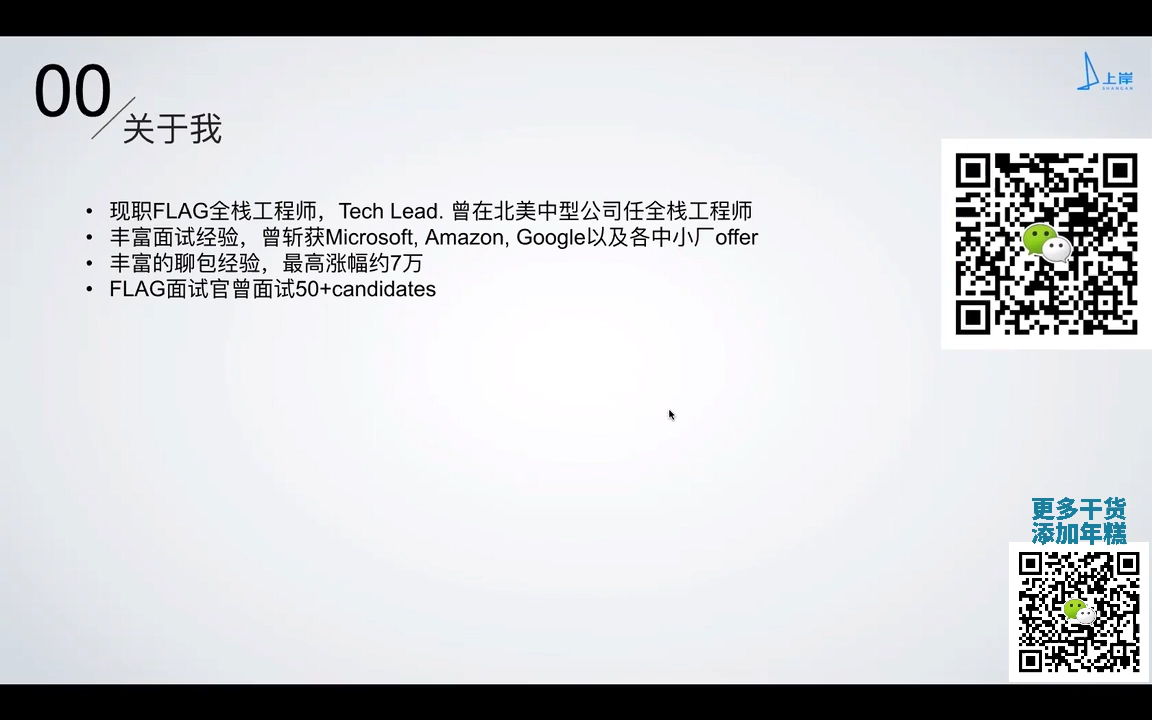 00
关于我
上岸
SHANGAN
• 现职FLAG全栈工程师，Tech Lead. 曾在北美中型公司任全栈工程师
• 丰富面试经验，曾斩获Microsoft, Amazon, Google以及各中小厂offer
• 丰富的聊包经验，最高涨幅约7万
• FLAG面试官曾面试50+candidates
更多干货
添加年糕